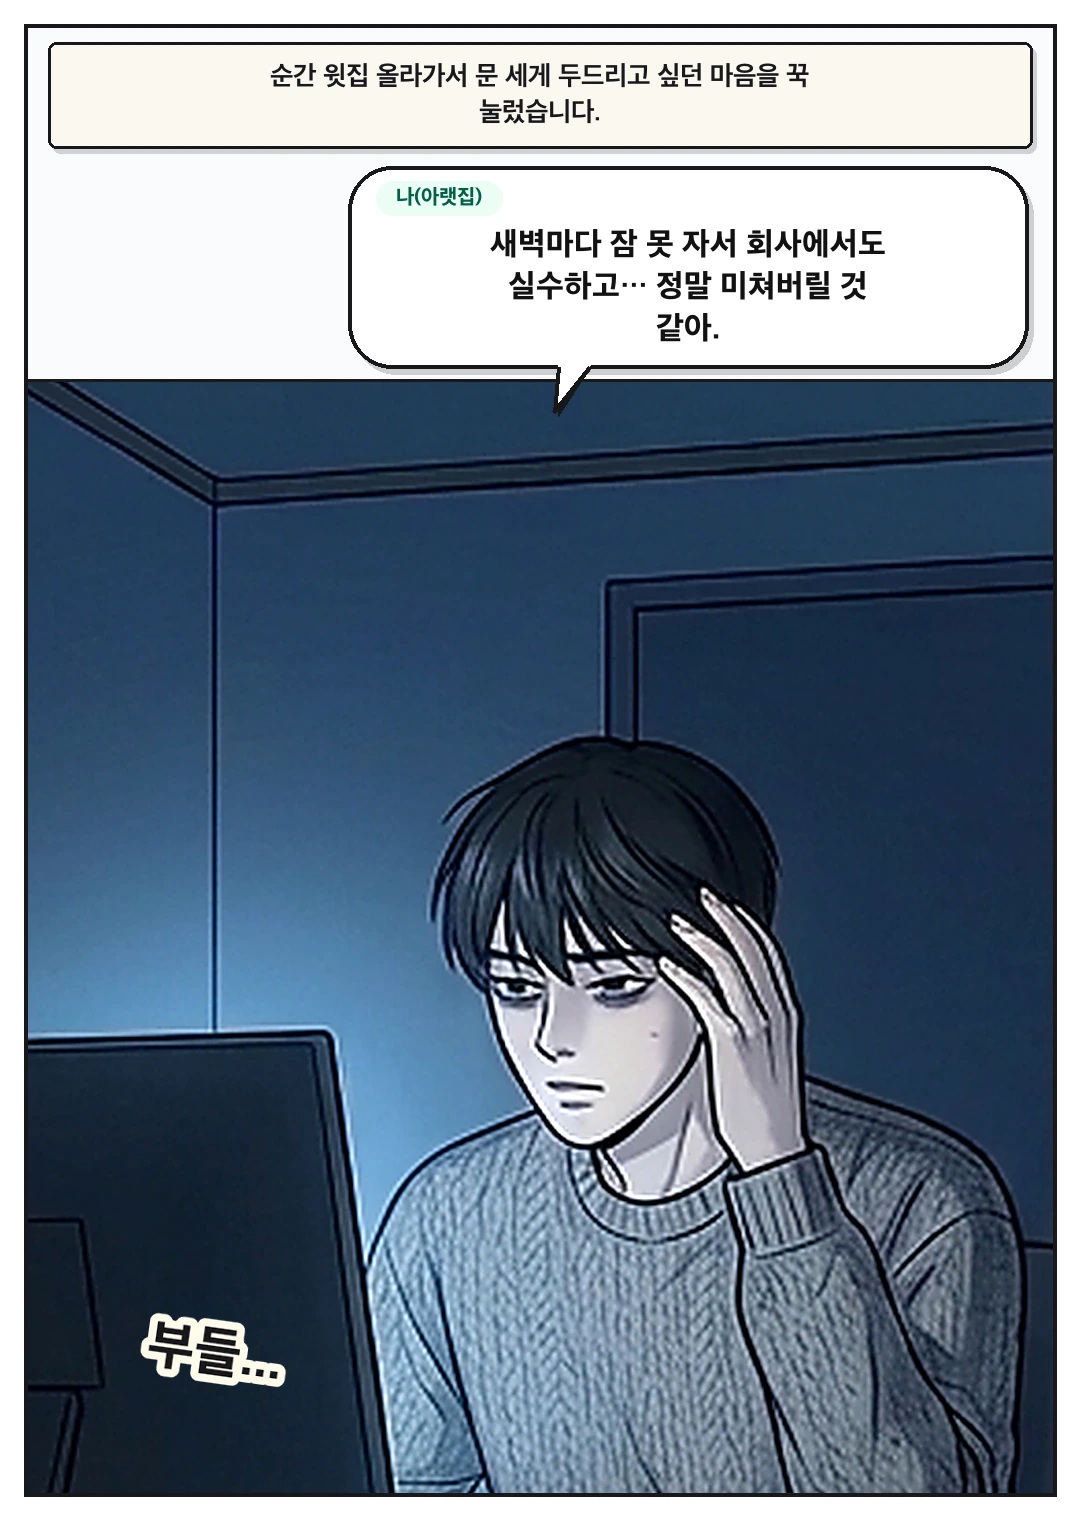 순간 윗집 올라가서 문 세게 두드리고 싶던 마음을 꾹
눌렀습니다.
나(아랫집)
새벽마다 잠 못 자서 회사에서도
실수하고… 정말 미쳐버릴 것
같아.
부들...